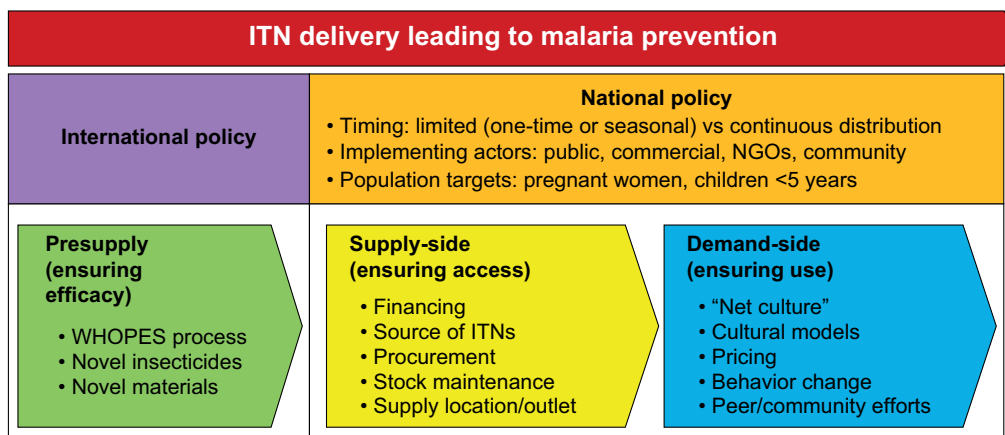 ITN delivery leading to malaria prevention
International policy
National policy
• Timing: limited (one-time or seasonal) vs continuous distribution
• Implementing actors: public, commercial, NGOs, community
• Population targets: pregnant women, children <5 years
Presupply
(ensuring
efficacy)
• WHOPES process
• Novel insecticides
• Novel materials
Supply-side
(ensuring access)
• Financing
• Source of ITNs
• Procurement
• Stock maintenance
• Supply location/outlet
Demand-side
(ensuring use)
• “Net culture”
• Cultural models
• Pricing
• Behavior change
• Peer/community efforts